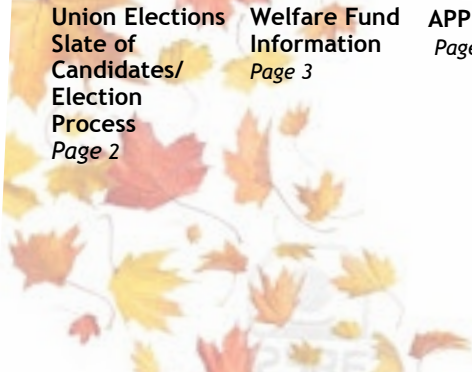 Union Elections
Slate of
Candidates/
Election
Process
Page 2
Welfare Fund
Information
Page 3
APP
Page